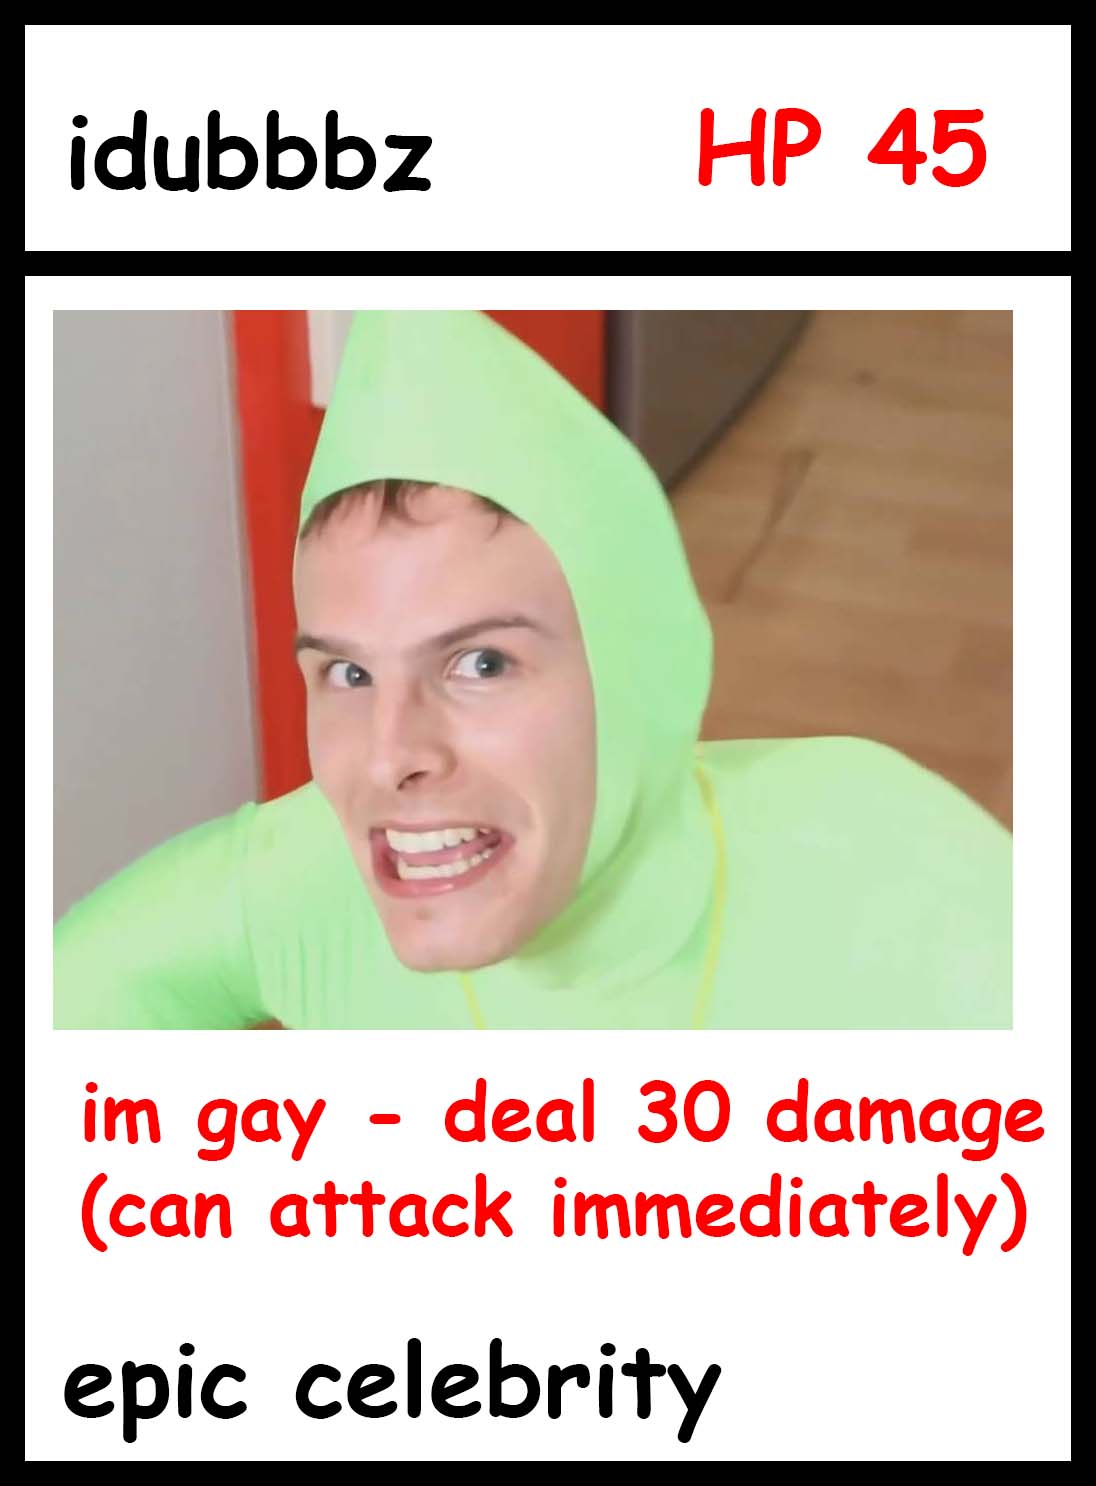 idubbbz
HP 45
im gay - deal 30 damage
(can attack immediately)
epic celebrity